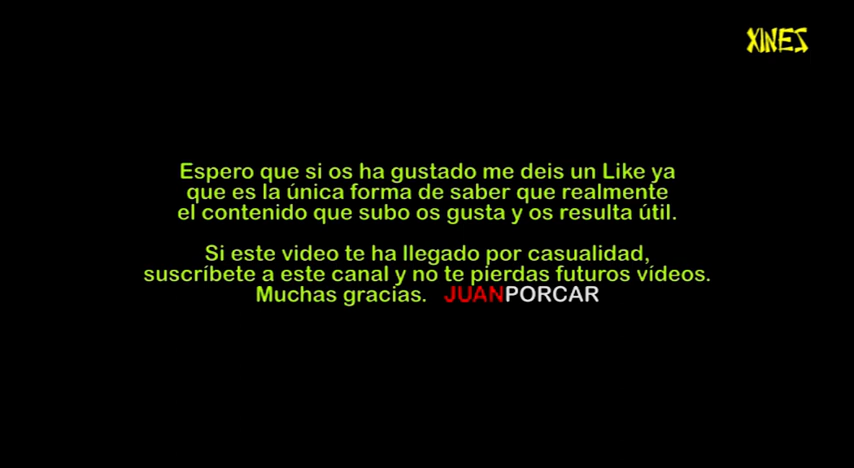 XINES
Espero que si os ha gustado me deis un Like ya
que es la única forma de saber que realmente
el contenido que subo os gusta y os resulta útil.
Si este video te ha llegado por casualidad,
suscríbete a este canal y no te pierdas futuros vídeos.
Muchas gracias. JUANPORCAR